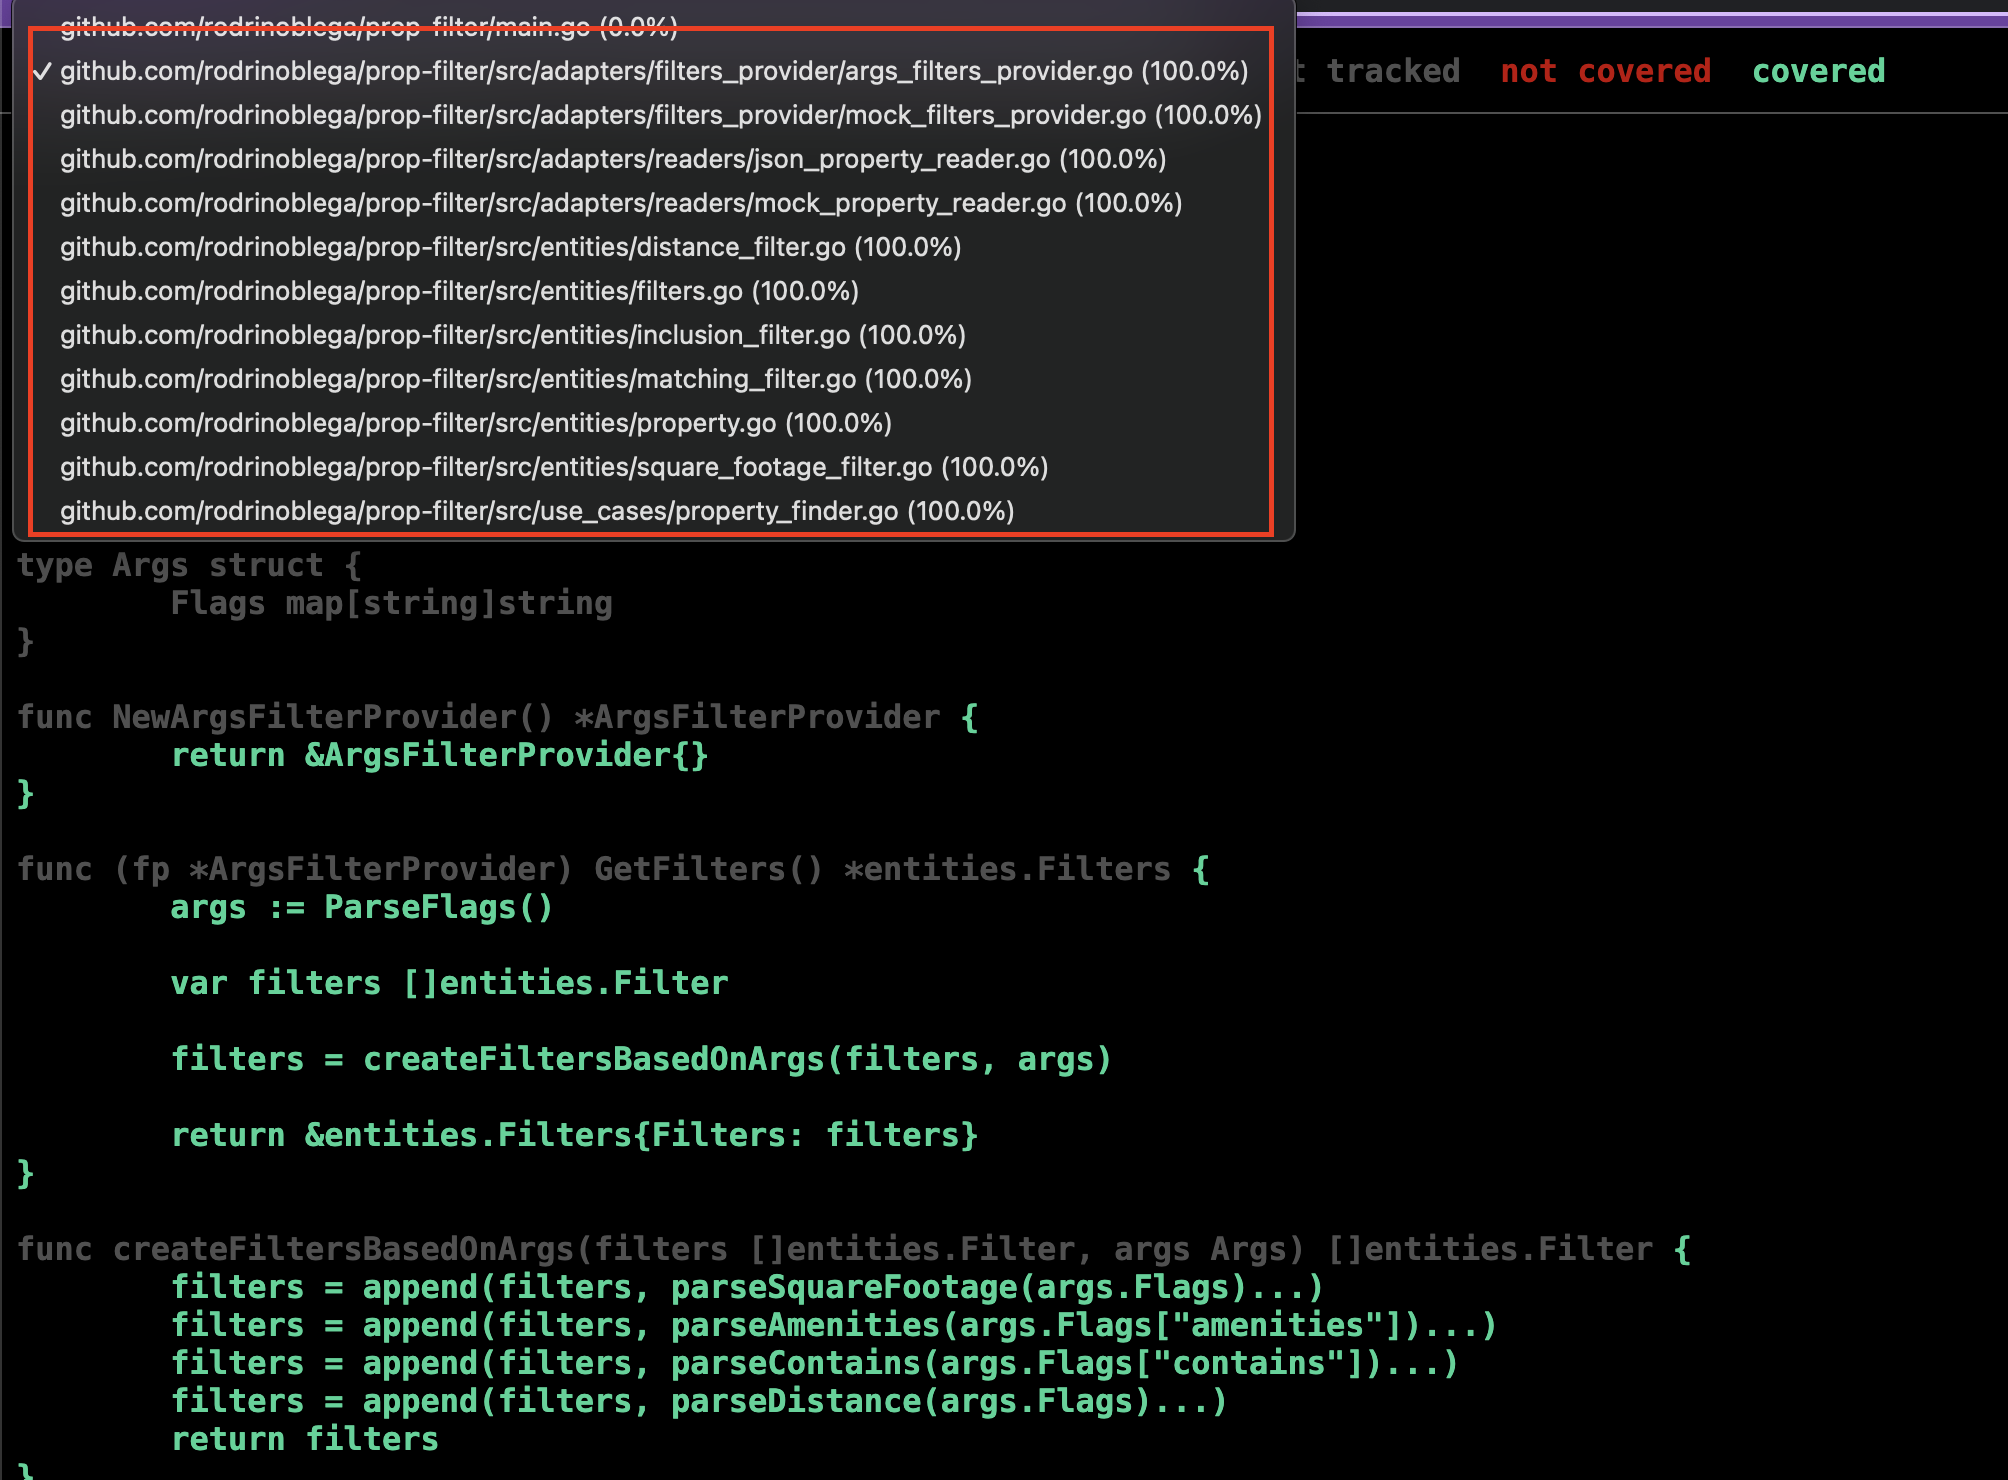 github.com/rodrinoblega/prop-filter/main.go (0.0%)
✓ github.com/rodrinoblega/prop-filter/src/adapters/filters_provider/args_filters_provider.go (100.0%)
tracked not covered covered
github.com/rodrinoblega/prop-filter/src/adapters/filters_provider/mock_filters_provider.go (100.0%)
github.com/rodrinoblega/prop-filter/src/adapters/readers/json_property_reader.go (100.0%)
github.com/rodrinoblega/prop-filter/src/adapters/readers/mock_property_reader.go (100.0%)
github.com/rodrinoblega/prop-filter/src/entities/distance_filter.go (100.0%)
github.com/rodrinoblega/prop-filter/src/entities/filters.go (100.0%)
github.com/rodrinoblega/prop-filter/src/entities/inclusion_filter.go (100.0%)
github.com/rodrinoblega/prop-filter/src/entities/matching_filter.go (100.0%)
github.com/rodrinoblega/prop-filter/src/entities/property.go (100.0%)
github.com/rodrinoblega/prop-filter/src/entities/square_footage_filter.go (100.0%)
github.com/rodrinoblega/prop-filter/src/use_cases/property_finder.go (100.0%)
type Args struct {
        Flags map[string]string
}
func NewArgsFilterProvider() *ArgsFilterProvider {
        return &ArgsFilterProvider{}
}
func (fp *ArgsFilterProvider) GetFilters() *entities.Filters {
        args := ParseFlags()
        var filters []entities.Filter
        filters = createFiltersBasedOnArgs(filters, args)
        return &entities.Filters{Filters: filters}
}
func createFiltersBasedOnArgs(filters []entities.Filter, args Args) []entities.Filter {
        filters = append(filters, parseSquareFootage(args.Flags)...)
        filters = append(filters, parseAmenities(args.Flags["amenities"])...)
        filters = append(filters, parseContains(args.Flags["contains"])...)
        filters = append(filters, parseDistance(args.Flags)...)
        return filters
}